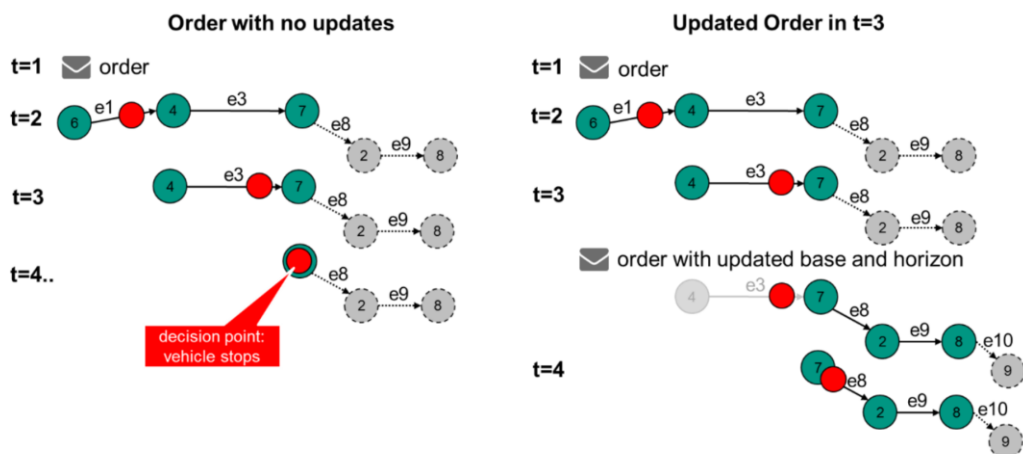 Order with no updates
t=1 order
t=2 6 e1 4 e3 7 e8 2 e9 8
t=3 4 e3 7 e8 2 e9 8
t=4.. e8 2 e9 8
decision point:
vehicle stops
Updated Order in t=3
t=1 order
t=2 6 e1 4 e3 7 e8 2 e9 8
t=3 4 e3 7 e8 2 e9 8
order with updated base and horizon
4 e3 7 e8 2 e9 8 e10 9
t=4 7 e8 2 e9 8 e10 9